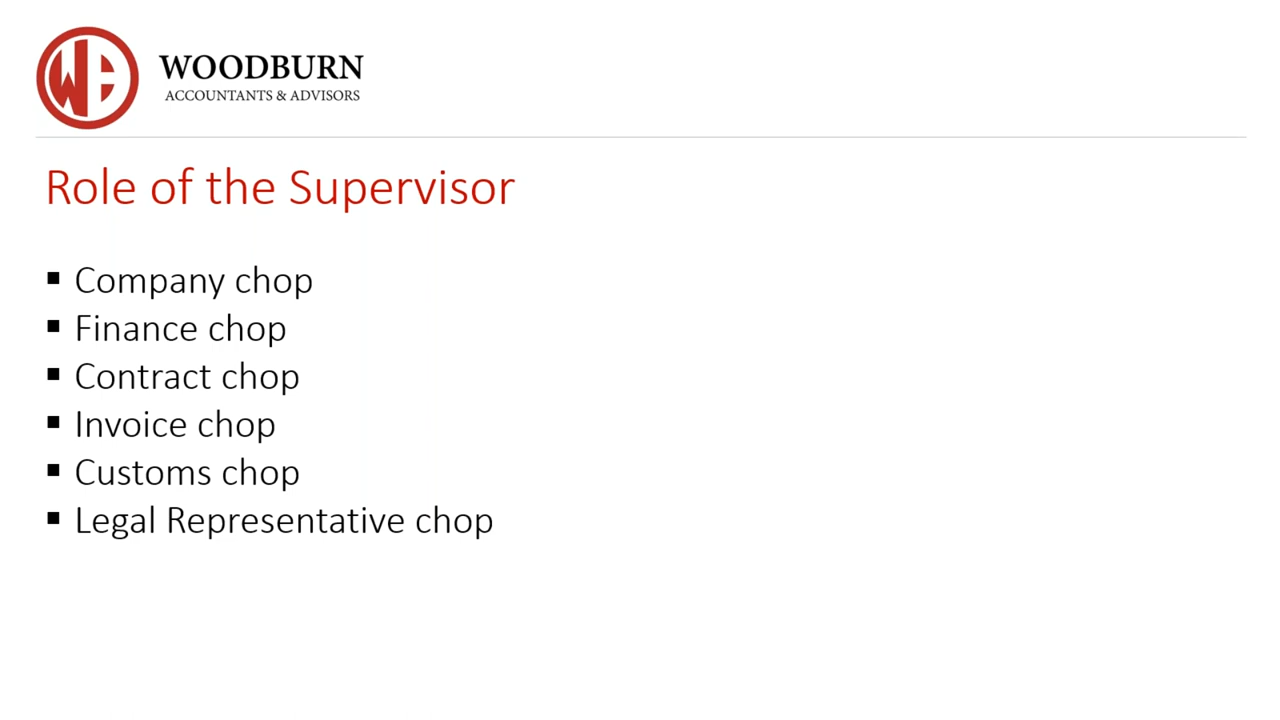 WOODBURN
ACCOUNTANTS & ADVISORS
Role of the Supervisor
▪ Company chop
▪ Finance chop
▪ Contract chop
▪ Invoice chop
▪ Customs chop
▪ Legal Representative chop